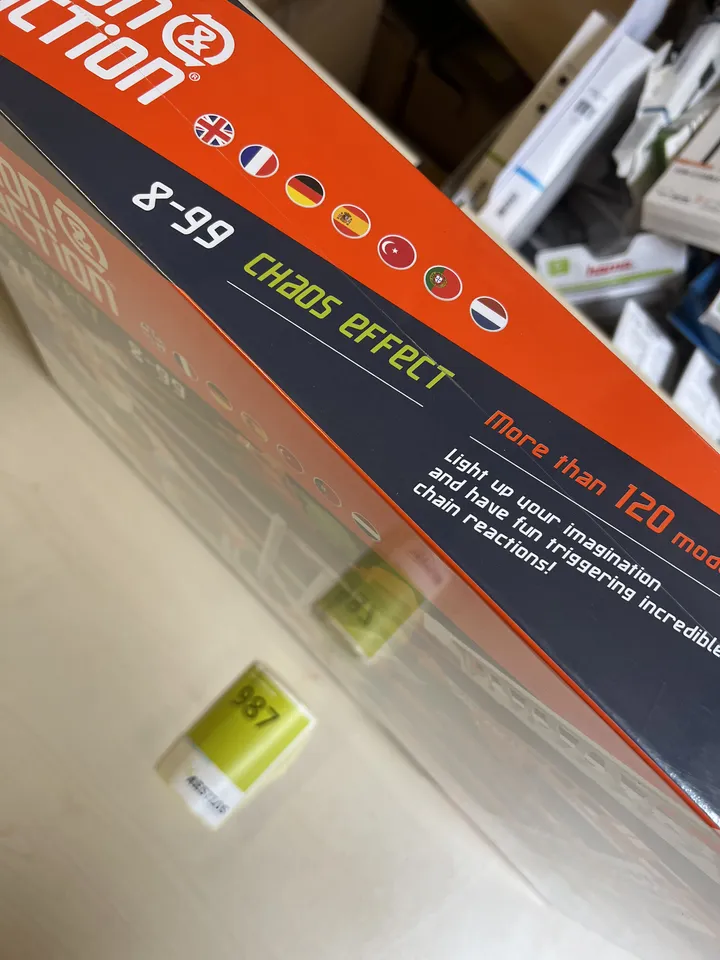 &
CTION®
8-99
CHaOS EFFECT
More than 120
Light up your imagination
and have fun triggering incredible
chain reactions!
987